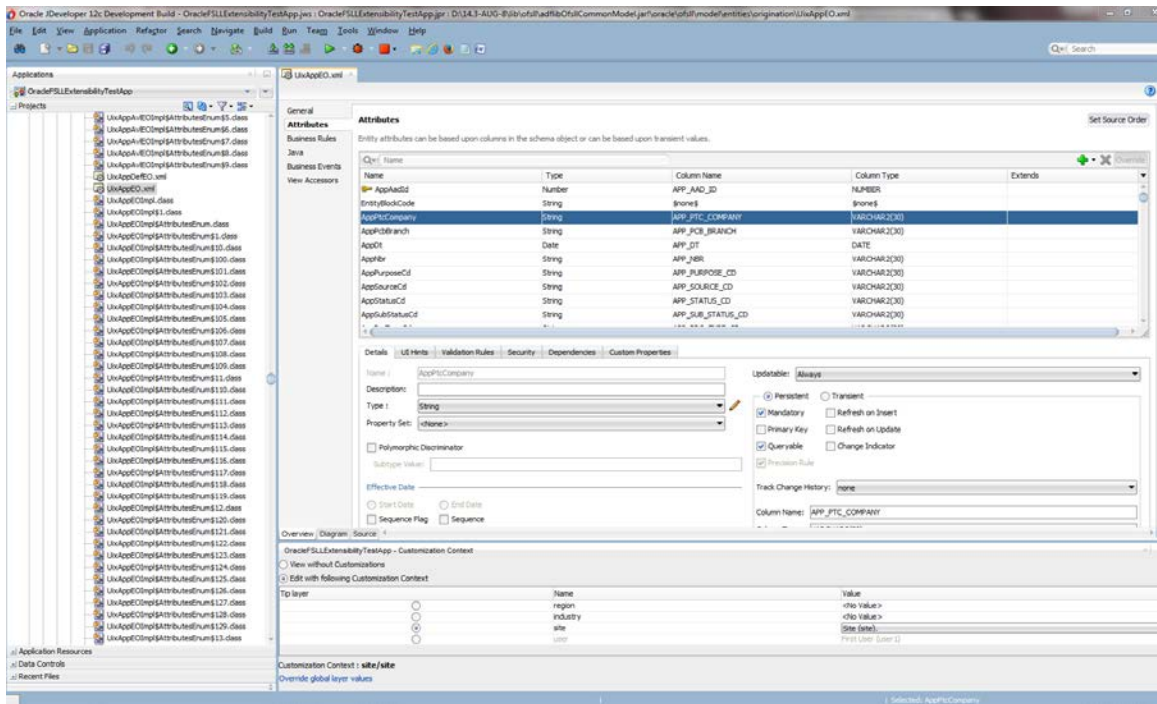 Oracle JDeveloper 12c Development Build - OracleFSLLExtensibilityTestApp.jws : OracleFSLLExtensibilityTestApp.jpr : D:\14.3-AUG-8\lib\ofsll\adflibOfsllCommonModel.jar!\oracle\ofsll\model\entities\origination\UixAppEO.xml
File Edit View Application Refactor Search Navigate Build Run Team Tools Window Help
Search
Applications
OracleFSLLExtensibilityTestApp
Projects
UixAppAvlEOImpl$AttributesEnum$5.class
UixAppAvlEOImpl$AttributesEnum$6.class
UixAppAvlEOImpl$AttributesEnum$7.class
UixAppAvlEOImpl$AttributesEnum$8.class
UixAppAvlEOImpl$AttributesEnum$9.class
UixAppDefEO.xml
UixAppEO.xml
UixAppEOImpl.class
UixAppEOImpl$1.class
UixAppEOImpl$AttributesEnum.class
UixAppEOImpl$AttributesEnum$1.class
UixAppEOImpl$AttributesEnum$10.class
UixAppEOImpl$AttributesEnum$100.class
UixAppEOImpl$AttributesEnum$101.class
UixAppEOImpl$AttributesEnum$102.class
UixAppEOImpl$AttributesEnum$103.class
UixAppEOImpl$AttributesEnum$104.class
UixAppEOImpl$AttributesEnum$105.class
UixAppEOImpl$AttributesEnum$106.class
UixAppEOImpl$AttributesEnum$107.class
UixAppEOImpl$AttributesEnum$108.class
UixAppEOImpl$AttributesEnum$109.class
UixAppEOImpl$AttributesEnum$11.class
UixAppEOImpl$AttributesEnum$110.class
UixAppEOImpl$AttributesEnum$111.class
UixAppEOImpl$AttributesEnum$112.class
UixAppEOImpl$AttributesEnum$113.class
UixAppEOImpl$AttributesEnum$114.class
UixAppEOImpl$AttributesEnum$115.class
UixAppEOImpl$AttributesEnum$116.class
UixAppEOImpl$AttributesEnum$117.class
UixAppEOImpl$AttributesEnum$118.class
UixAppEOImpl$AttributesEnum$119.class
UixAppEOImpl$AttributesEnum$12.class
UixAppEOImpl$AttributesEnum$120.class
UixAppEOImpl$AttributesEnum$121.class
UixAppEOImpl$AttributesEnum$122.class
UixAppEOImpl$AttributesEnum$123.class
UixAppEOImpl$AttributesEnum$124.class
UixAppEOImpl$AttributesEnum$125.class
UixAppEOImpl$AttributesEnum$126.class
UixAppEOImpl$AttributesEnum$127.class
UixAppEOImpl$AttributesEnum$128.class
UixAppEOImpl$AttributesEnum$129.class
UixAppEOImpl$AttributesEnum$13.class
Application Resources
Data Controls
Recent Files
UixAppEO.xml
General
Attributes
Business Rules
Java
Business Events
View Accessors
Attributes
Set Source Order
Entity attributes can be based upon columns in the schema object or can be based upon transient values.
Name
Override
Name Type Column Name Column Type Extends
AppAadId Number APP_AAD_ID NUMBER
EntityBlockCode String $none$ $none$
AppPtcCompany String APP_PTC_COMPANY VARCHAR2(30)
AppPcbBranch String APP_PCB_BRANCH VARCHAR2(30)
AppDt Date APP_DT DATE
AppNbr String APP_NBR VARCHAR2(30)
AppPurposeCd String APP_PURPOSE_CD VARCHAR2(30)
AppSourceCd String APP_SOURCE_CD VARCHAR2(30)
AppStatusCd String APP_STATUS_CD VARCHAR2(30)
AppSubStatusCd String APP_SUB_STATUS_CD VARCHAR2(30)
Details UI Hints Validation Rules Security Dependencies Custom Properties
Name : AppPtcCompany
Description:
Type : String
Property Set: <None>
Polymorphic Discriminator
Subtype Value:
Effective Date
Start Date End Date
Sequence Flag Sequence
Updatable: Always
Persistent Transient
Mandatory Refresh on Insert
Primary Key Refresh on Update
Queryable Change Indicator
Precision Rule
Track Change History: none
Column Name: APP_PTC_COMPANY
Overview Diagram Source
OracleFSLLExtensibilityTestApp - Customization Context
View without Customizations
Edit with following Customization Context
Tip layer Name Value
region <No Value>
industry <No Value>
site Site (site).
user First User (user1)
Customization Context : site/site
Override global layer values
Selected: AppPtcCompany